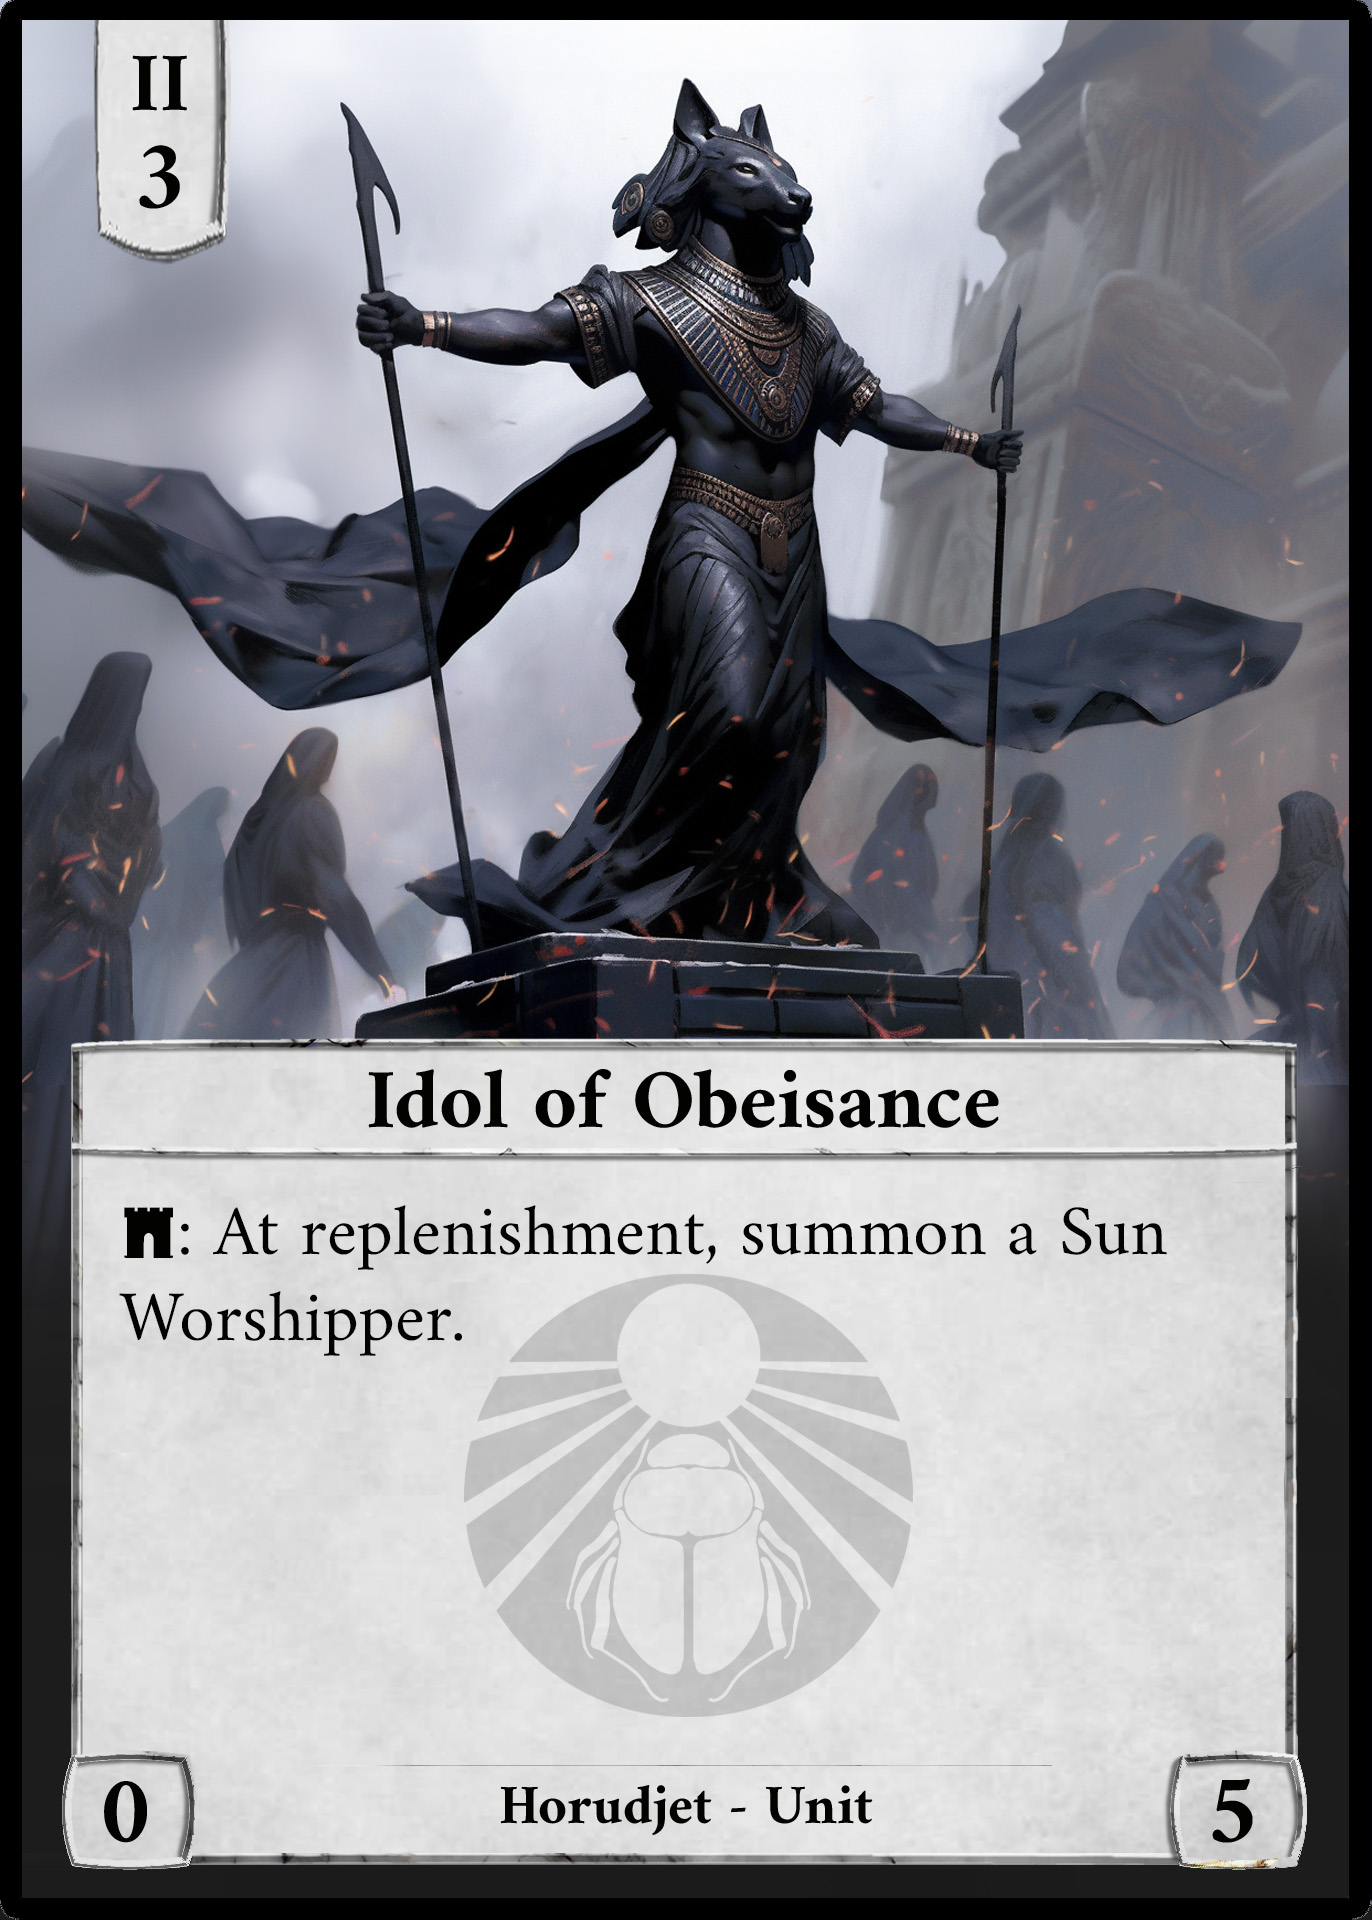 II
3
Idol of Obeisance
: At replenishment, summon a Sun
Worshipper.
0
Horudjet - Unit
5